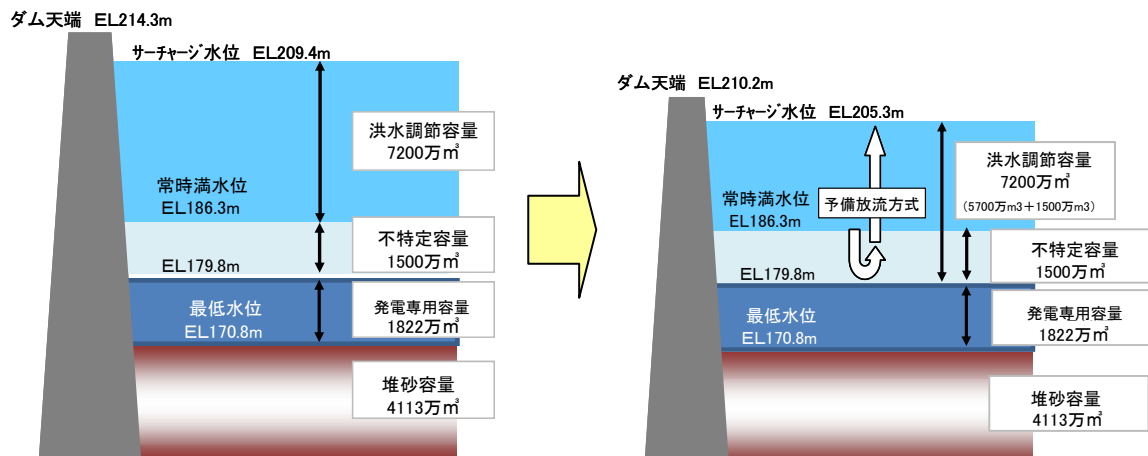 ダム天端 EL214.3m
サーチャージ水位 EL209.4m
洪水調節容量
7200万㎥
常時満水位
EL186.3m
不特定容量
1500万㎥
EL179.8m
発電専用容量
1822万㎥
最低水位
EL170.8m
堆砂容量
4113万㎥
ダム天端 EL210.2m
サーチャージ水位 EL205.3m
洪水調節容量
7200万㎥
(5700万m3+1500万m3)
予備放流方式
常時満水位
EL186.3m
不特定容量
1500万㎥
EL179.8m
発電専用容量
1822万㎥
最低水位
EL170.8m
堆砂容量
4113万㎥